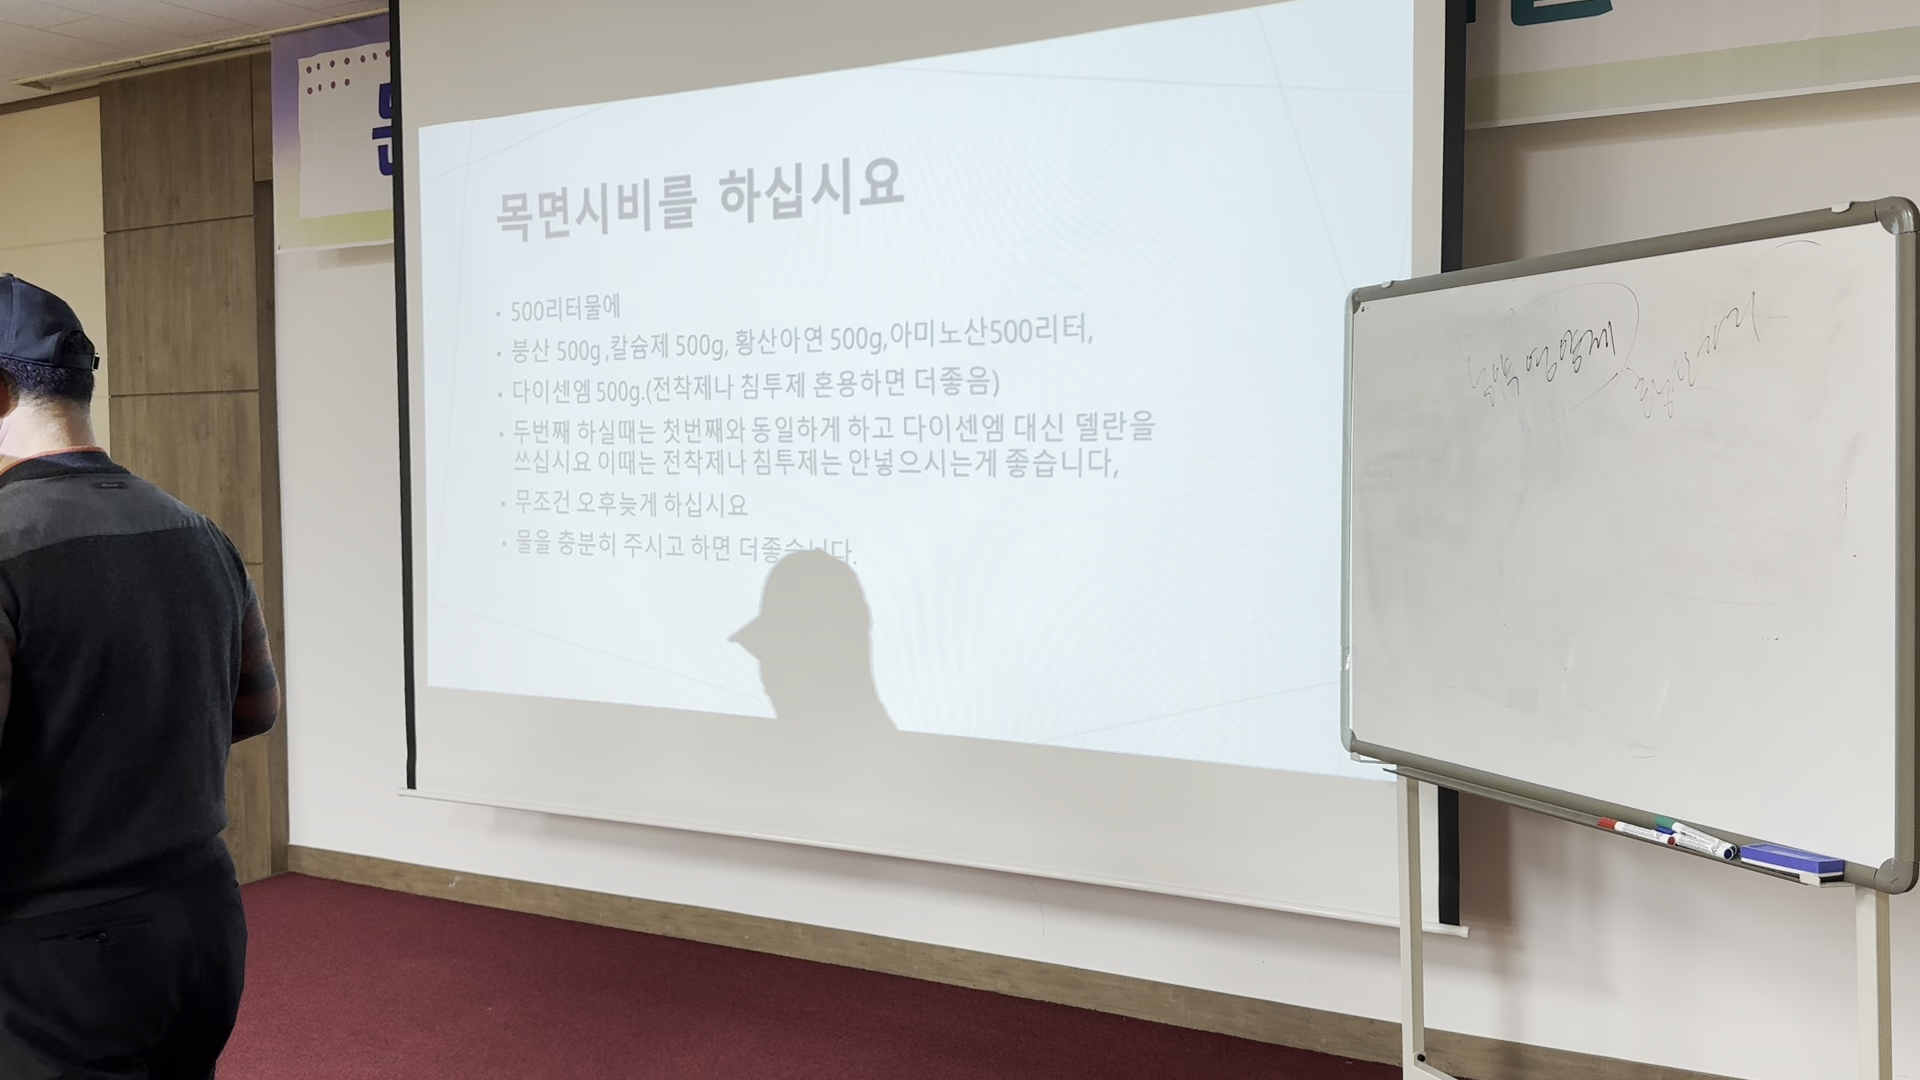 목면시비를 하십시요
• 500리터물에
• 붕산 500g ,칼슘제 500g, 황산아연 500g,아미노산500리터,
• 다이센엠 500g.(전착제나 침투제 혼용하면 더좋음)
• 두번째 하실때는 첫번째와 동일하게 하고 다이센엠 대신 델란을
쓰십시요 이때는 전착제나 침투제는 안넣으시는게 좋습니다,
• 무조건 오후늦게 하십시요
• 물을 충분히 주시고 하면 더좋습니다.